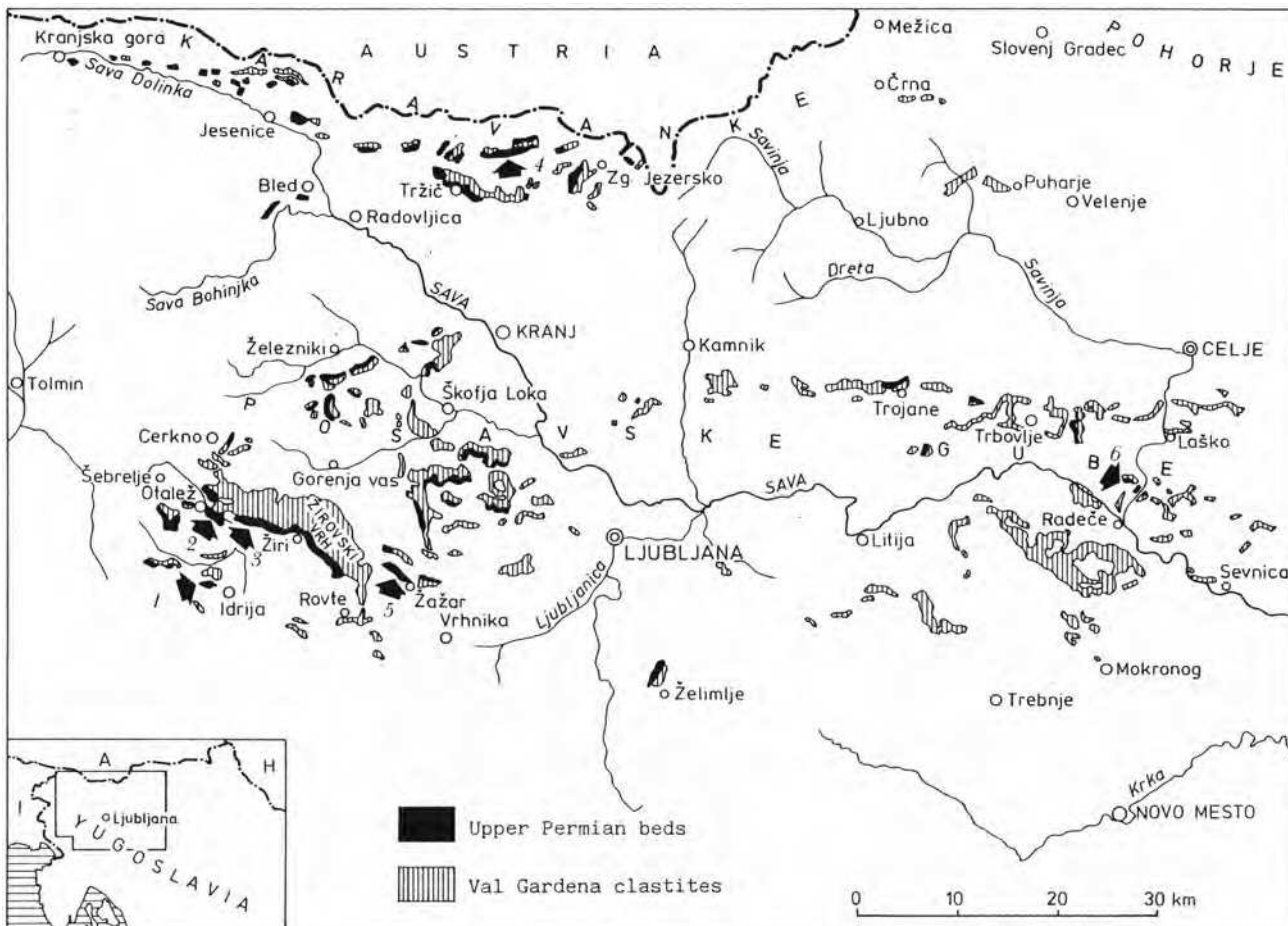 AUSTRIA
Mežica
Slovenj Gradec
POHORJE
Kranjska gora
KARAVANKE
Sava Dolinka
Črna
Jesenice
Savinja
Bled
4
Zg. Jezersko
Puharje
Tržič
Velenje
Radovljica
Ljubno
Dreta
Savinja
Sava Bohinjka
SAVA
KRANJ
Železniki
Kamnik
CELJE
Tolmin
Škofja Loka
Trojane
POSAVSKE
Trbovlje
Cerkno
Laško
GUBE
Šebrelje
Gorenja vas
6
Otalež
SAVA
ŽIROVSKI
VRH
Radeče
2
3
Žiri
LJUBLJANA
Litija
Sevnica
1
Idrija
5
Žažar
Rovte
Vrhnika
Ljubljanica
Mokronog
Želimlje
Trebnje
A
H
I
Ljubljana
YUGOSLAVIA
Krka
NOVO MESTO
Upper Permian beds
Val Gardena clastites
0 10 20 30 km